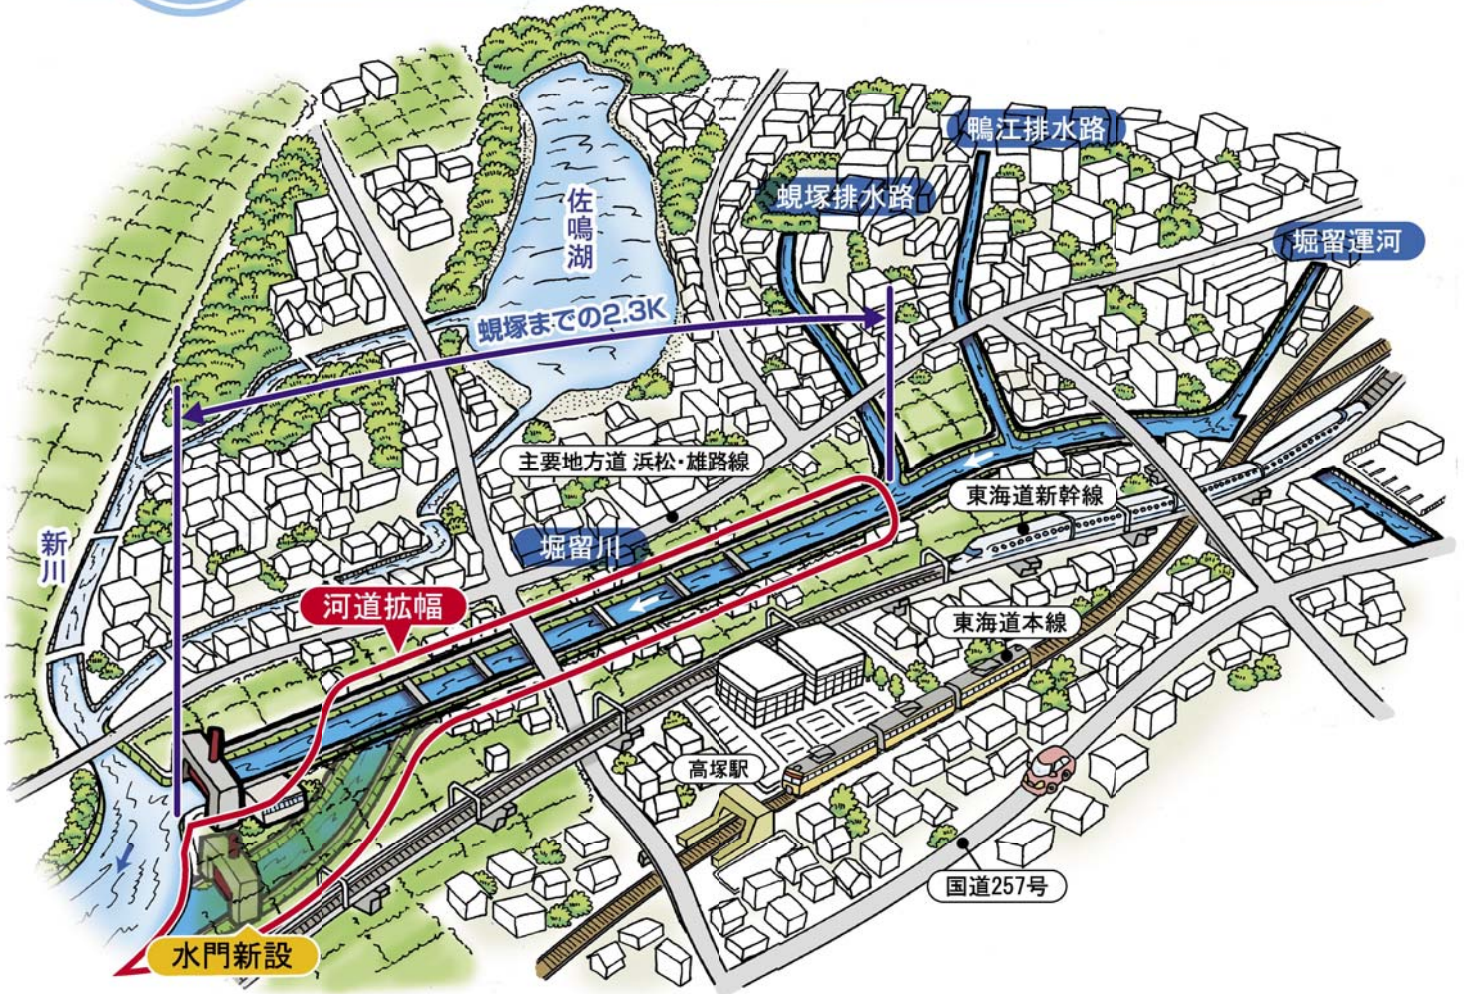 鴨江排水路
蜆塚排水路
堀留運河
佐鳴湖
蜆塚までの2.3K
主要地方道 浜松・雄踏線
東海道新幹線
堀留川
新川
河道拡幅
東海道本線
高塚駅
国道257号
水門新設